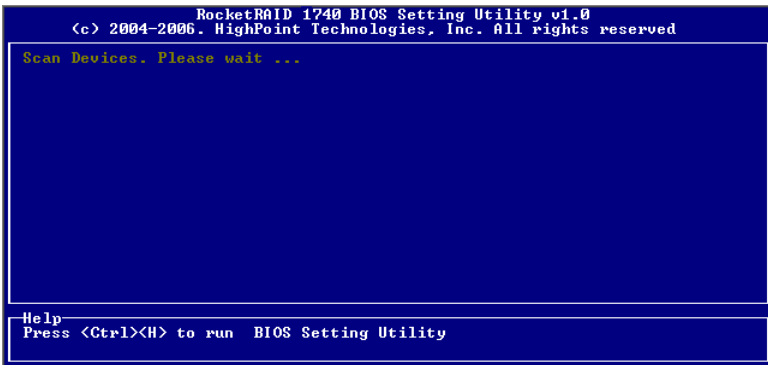 RocketRAID 1740 BIOS Setting Utility v1.0
(c) 2004-2006. HighPoint Technologies, Inc. All rights reserved
Scan Devices. Please wait ...
Help
Press <Ctrl><H> to run BIOS Setting Utility